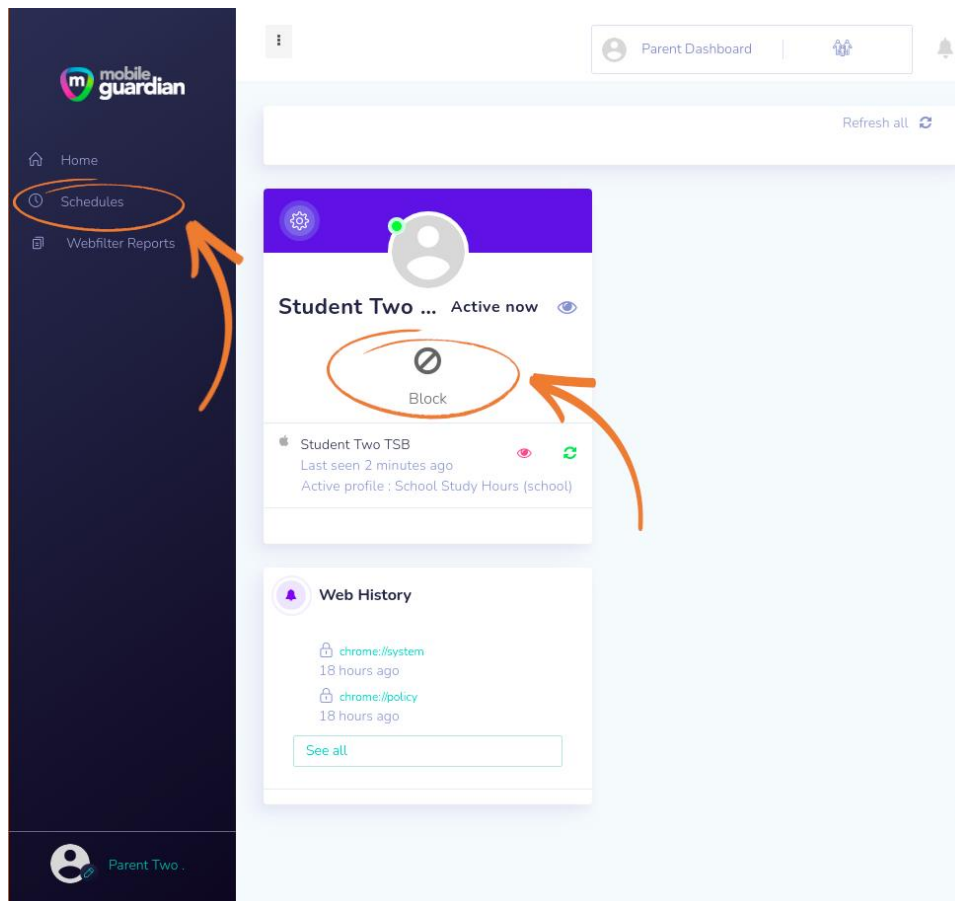 mobile
guardian
Home
Schedules
Webfilter Reports
Parent Two .
Parent Dashboard
Refresh all
Student Two ... Active now
Block
Student Two TSB
Last seen 2 minutes ago
Active profile : School Study Hours (school)
Web History
chrome://system
18 hours ago
chrome://policy
18 hours ago
See all